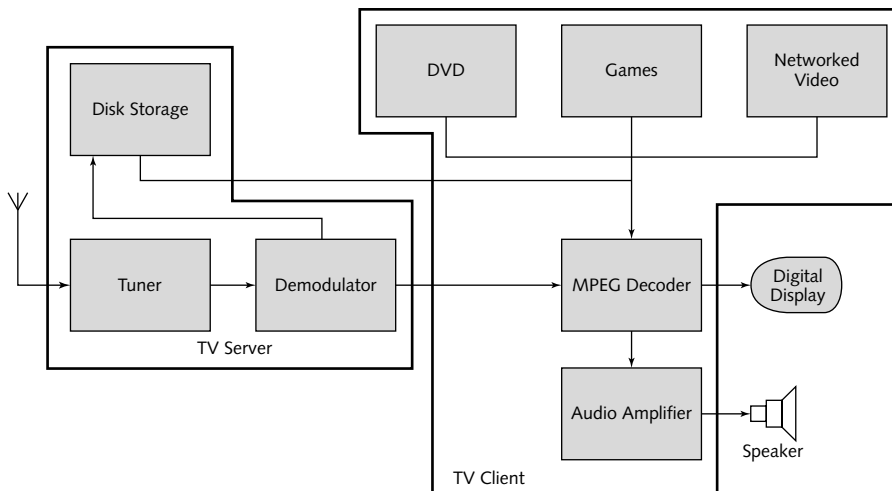 DVD
Games
Networked
Video
Disk Storage
Tuner
Demodulator
MPEG Decoder
Digital
Display
TV Server
Audio Amplifier
Speaker
TV Client